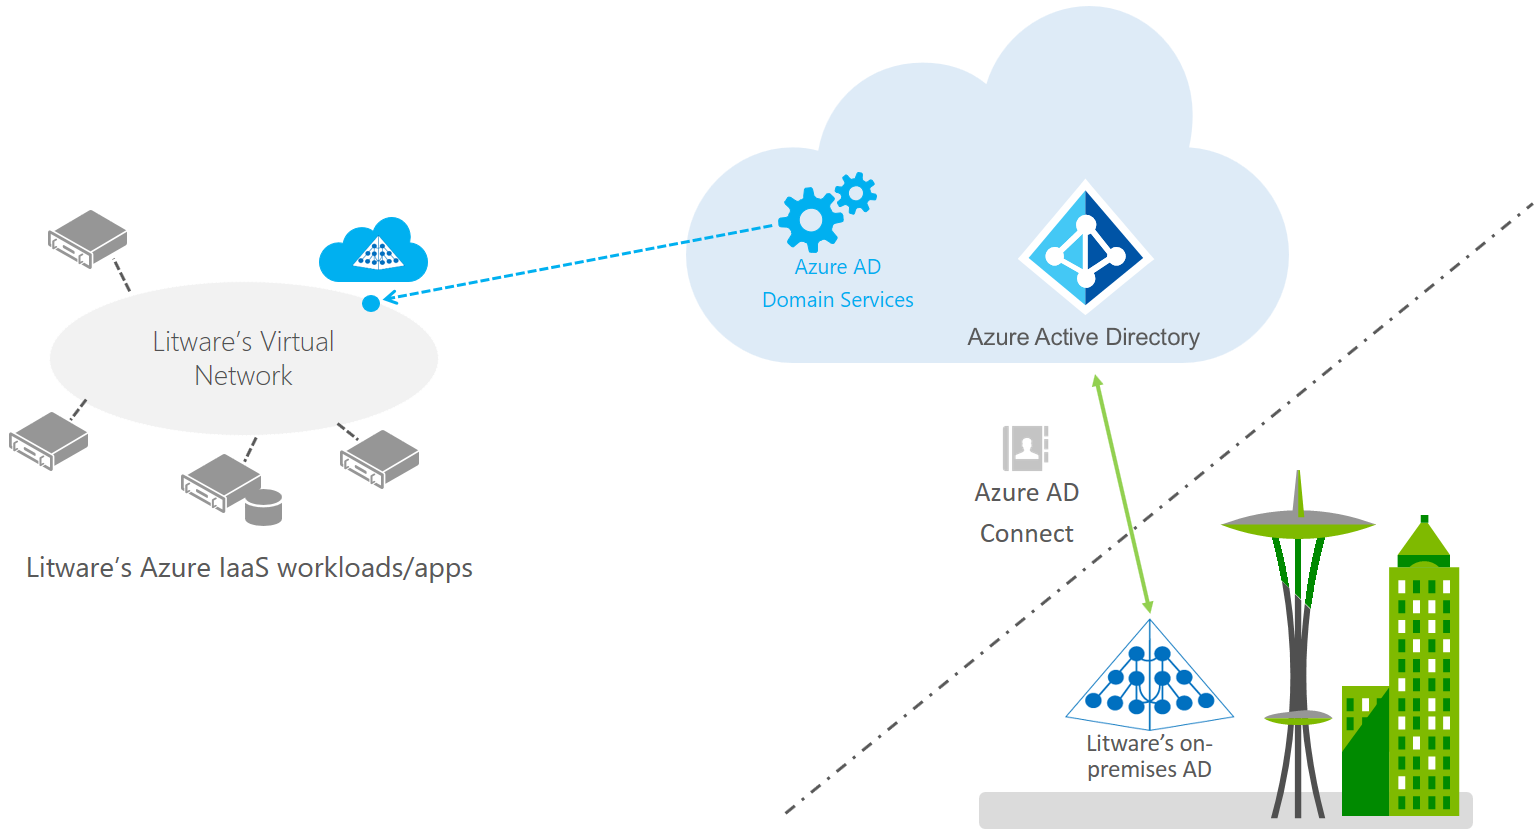 Azure AD
Domain Services
Azure Active Directory
Litware’s Virtual
Network
Litware’s Azure IaaS workloads/apps
Azure AD
Connect
Litware’s on-
premises AD